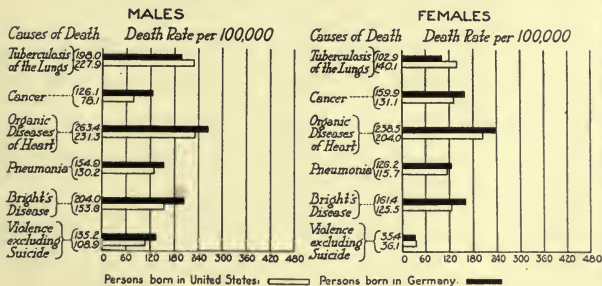 MALES
Causes of Death Death Rate per 100,000
Tuberculosis of the Lungs 198.0 227.9
Cancer 126.1 78.1
Organic Diseases of Heart 263.4 231.3
Pneumonia 154.9 130.2
Bright's Disease 204.0 153.8
Violence excluding Suicide 135.2 108.9
0 60 120 180 240 300 360 420 480
FEMALES
Causes of Death Death Rate per 100,000
Tuberculosis of the Lungs 102.9 140.1
Cancer 159.9 131.1
Organic Diseases of Heart 238.5 204.0
Pneumonia 126.2 115.7
Bright's Disease 161.4 125.5
Violence excluding Suicide 35.4 36.1
0 60 120 180 240 300 360 420 480
Persons born in United States: Persons born in Germany.